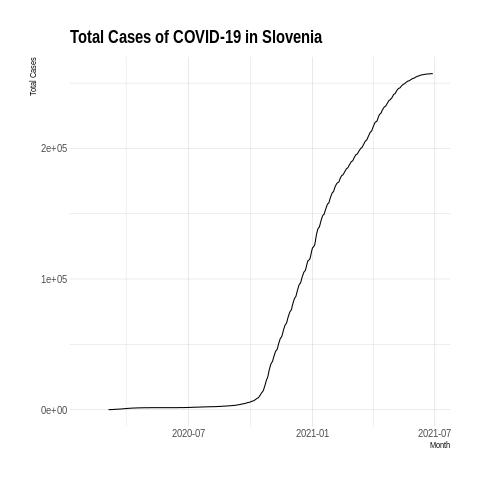 Total Cases of COVID-19 in Slovenia
Total Cases
2e+05
1e+05
0e+00
2020-07 2021-01 2021-07
Month